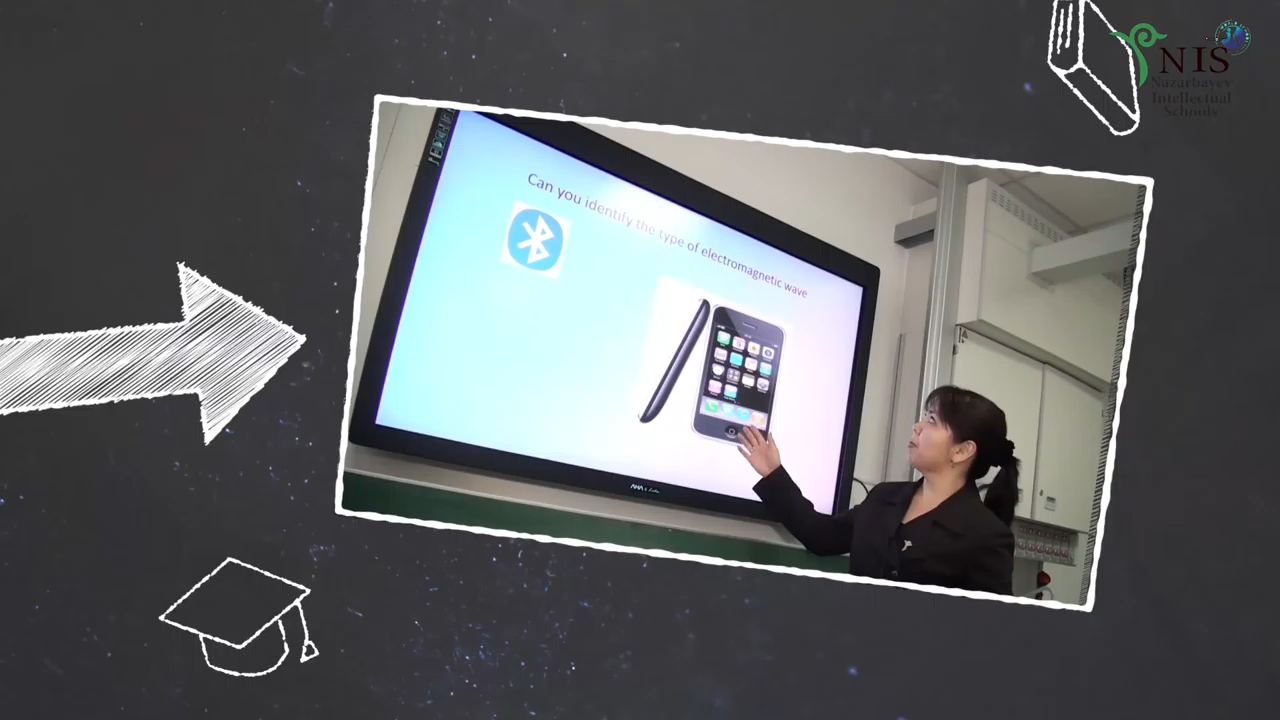 NIS
Nazarbayev
Intellectual
Schools
Can you identify the type of electromagnetic wave